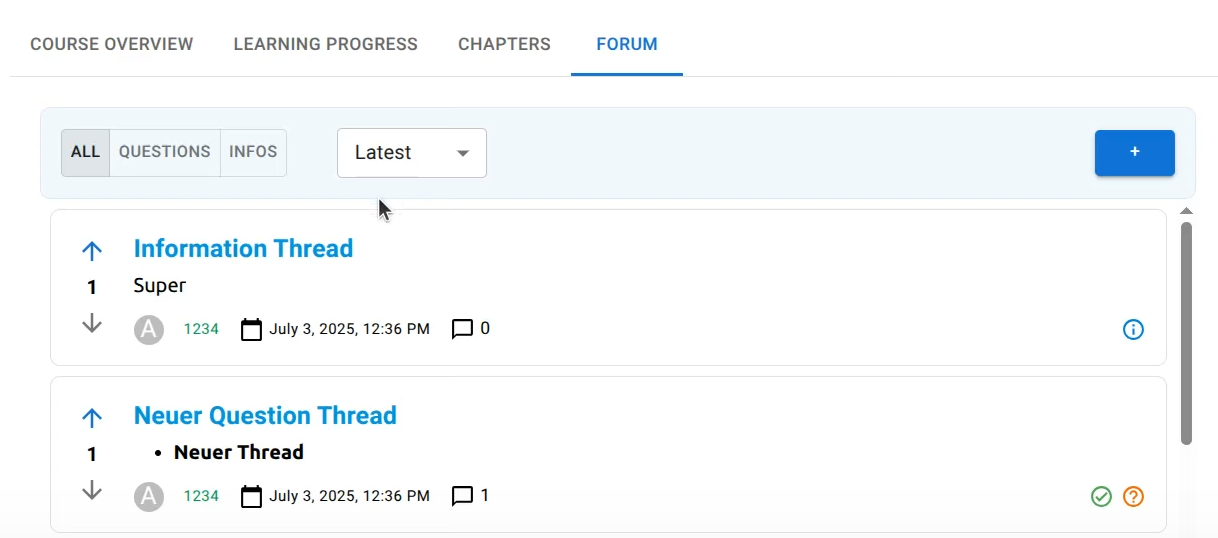 COURSE OVERVIEW LEARNING PROGRESS CHAPTERS FORUM
ALL QUESTIONS INFOS Latest +
Information Thread
1 Super
A 1234 July 3, 2025, 12:36 PM 0
Neuer Question Thread
1 • Neuer Thread
A 1234 July 3, 2025, 12:36 PM 1